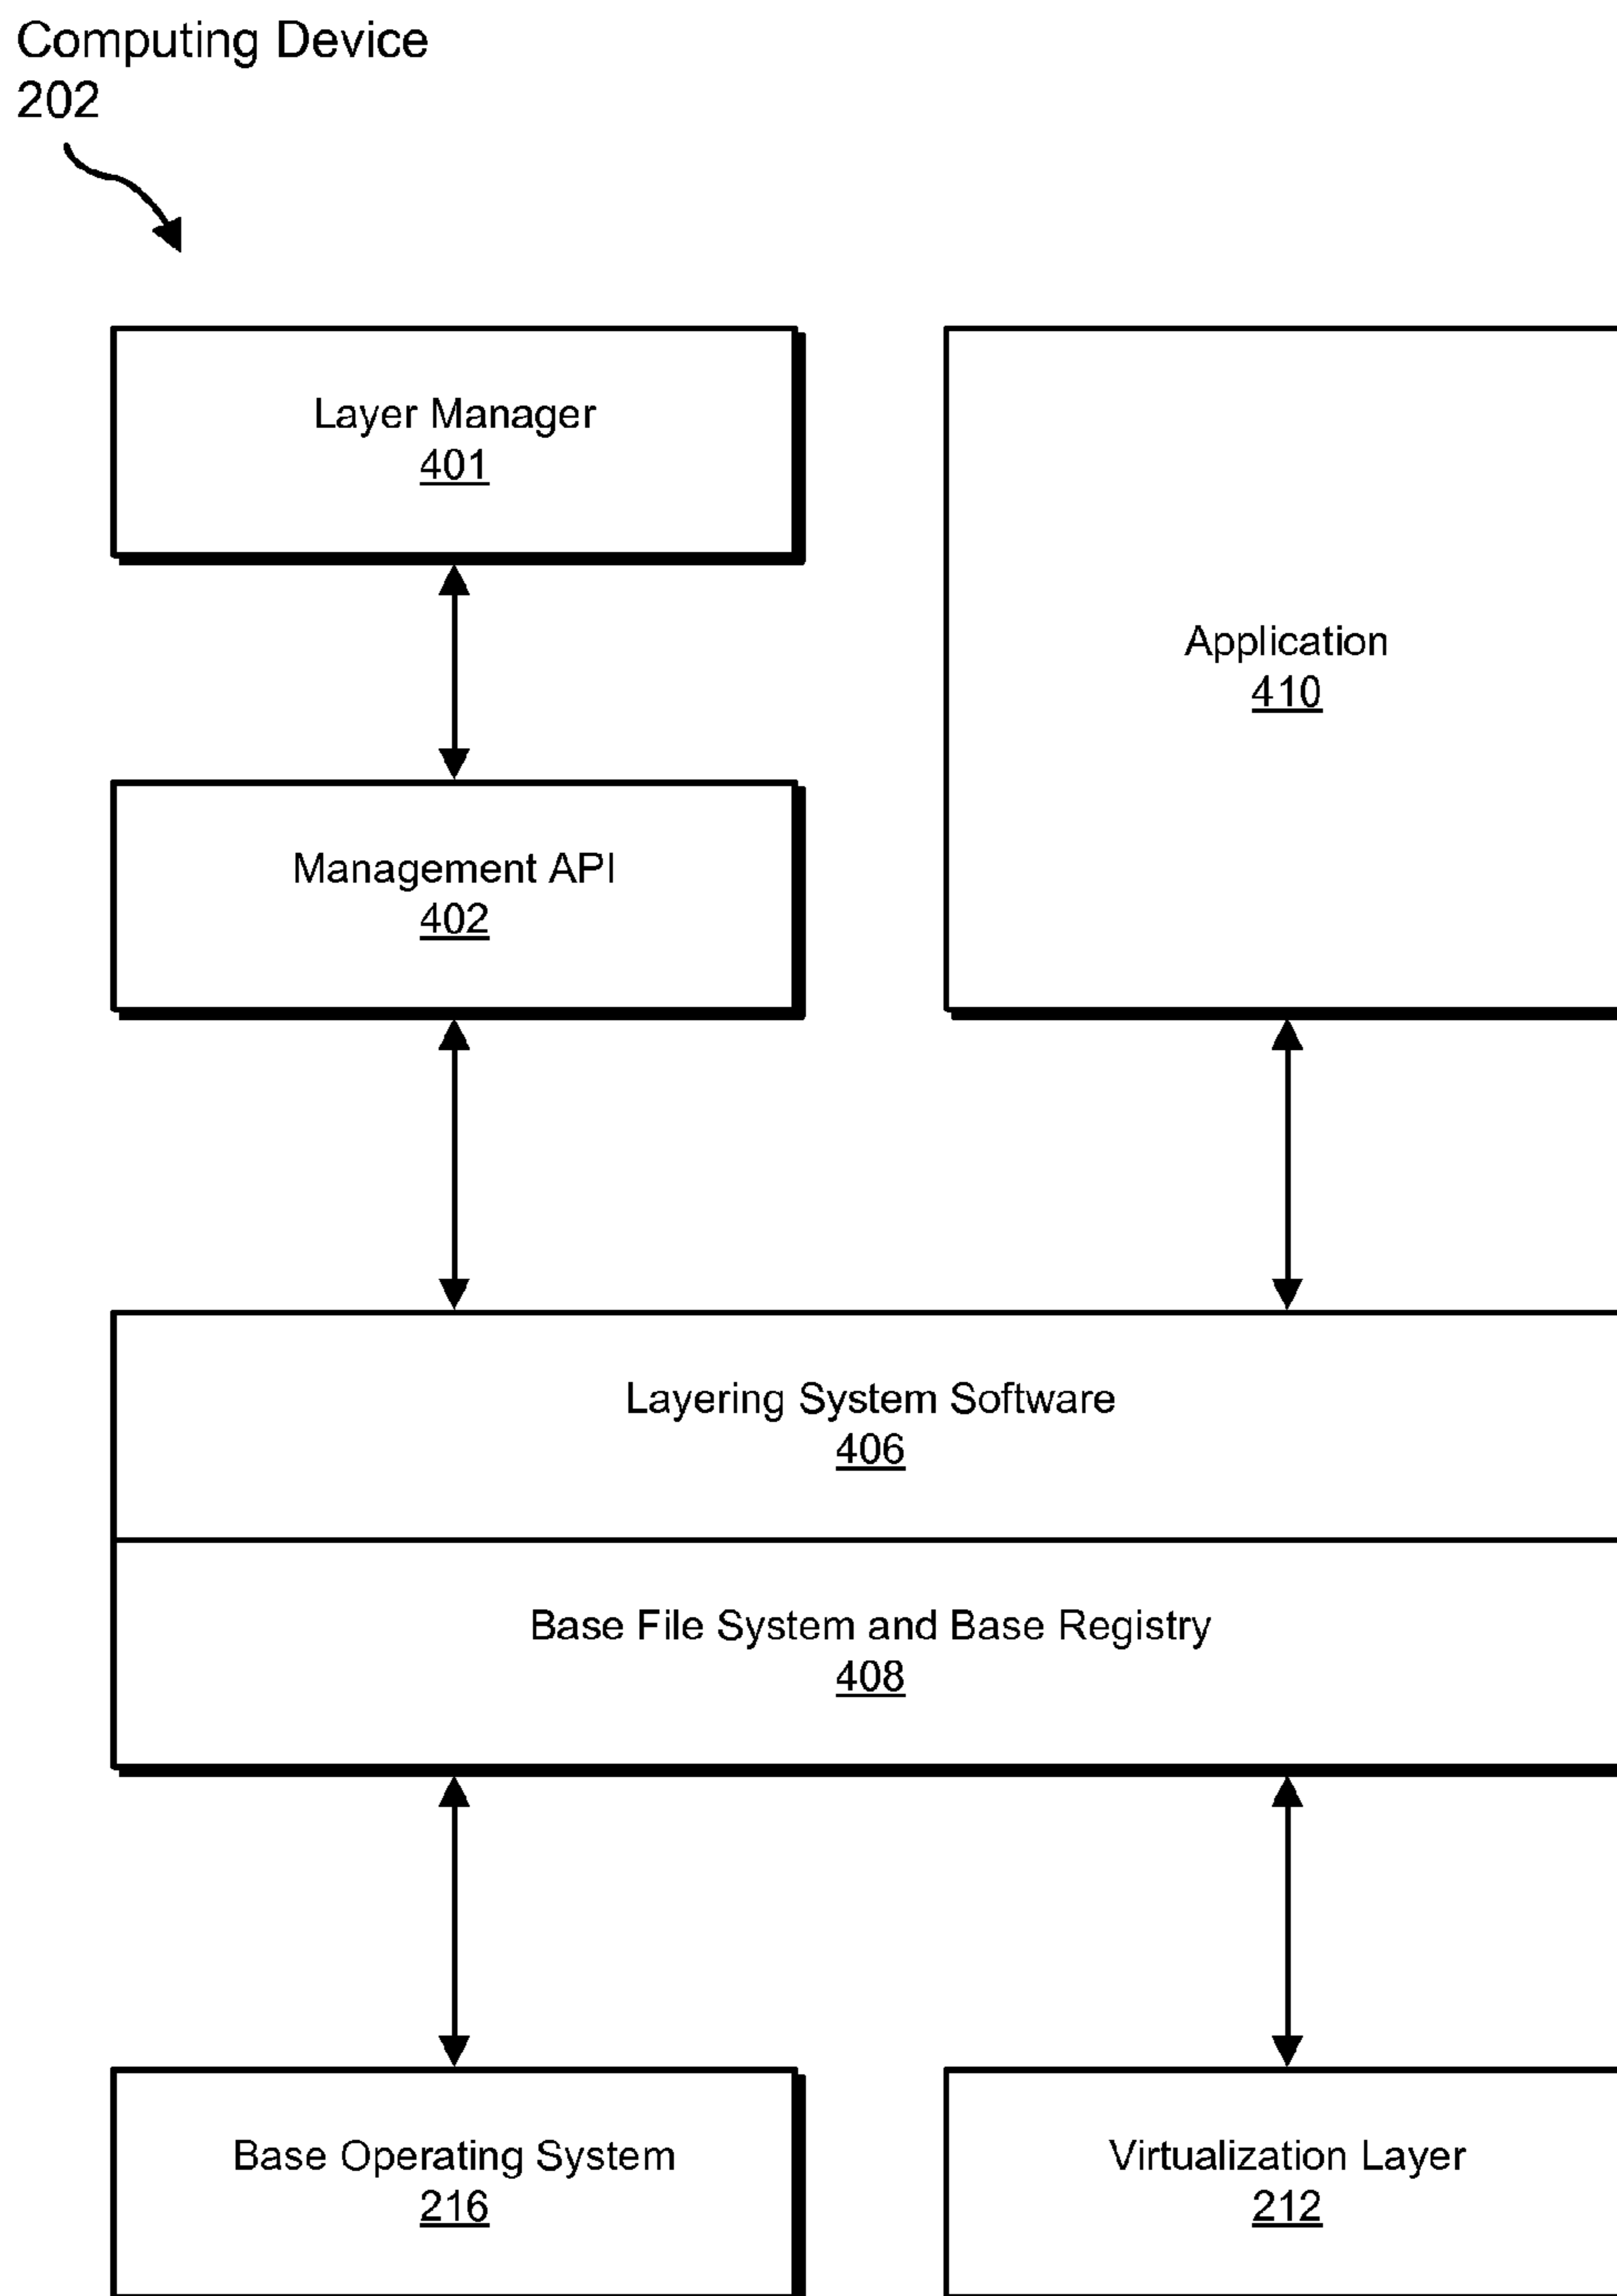 Computing Device
202
Layer Manager
401
Application
410
Management API
402
Layering System Software
406
Base File System and Base Registry
408
Base Operating System
216
Virtualization Layer
212